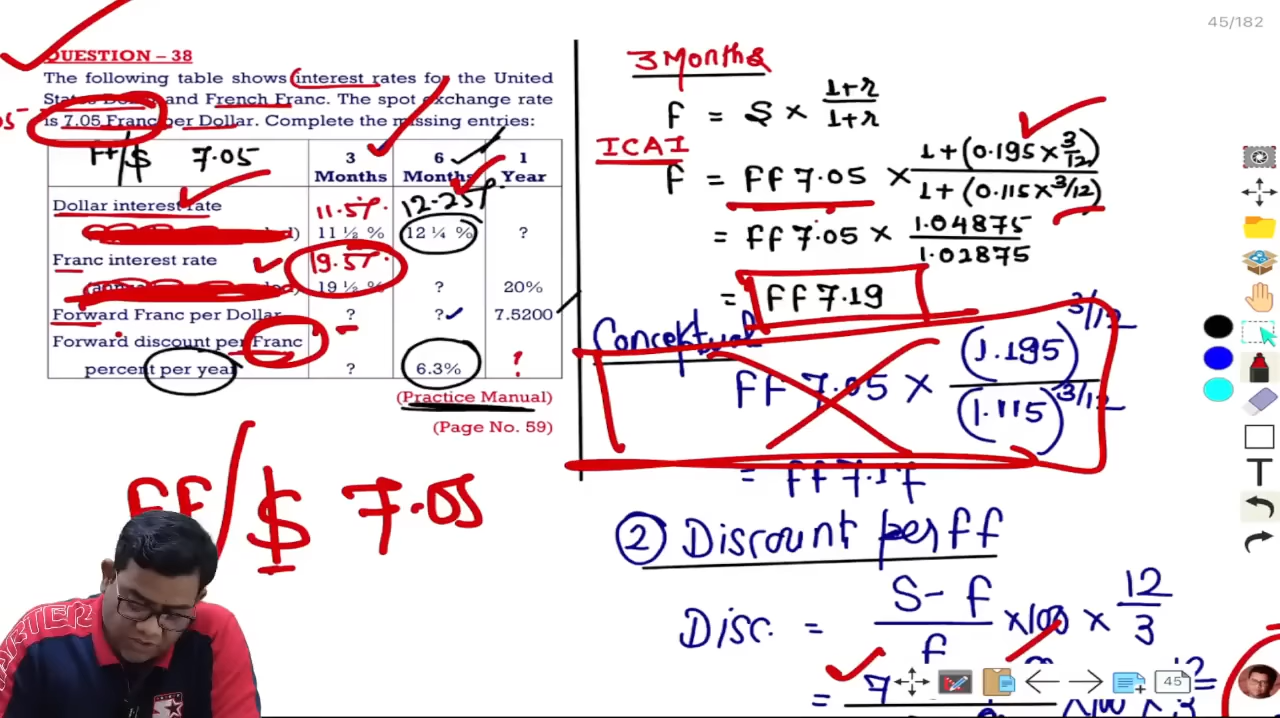 45/182
QUESTION – 38
The following table shows interest rates for the United
States Dollar and French Franc. The spot exchange rate
is 7.05 Franc per Dollar. Complete the missing entries:
FF/$ 7.05
3 Months
6 Months
1 Year
Dollar interest rate
11.5%
12.25%
11 ½ %
12 ¼ %
?
Franc interest rate
19.5%
19 ½ %
?
20%
Forward Franc per Dollar
?
?
7.5200
Forward discount per Franc
percent per year
?
6.3%
?
(Practice Manual)
(Page No. 59)
FF/$ 7.05
3 Months
F = S × 1+r / 1+r
ICAI
F = FF 7.05 × 1+(0.195×3/12) / 1+(0.115×3/12)
= FF 7.05 × 1.04875 / 1.02875
= FF 7.19
Conceptual
FF 7.05 × (1.195)3/12 / (1.115)3/12
= FF
② Discount per FF
Disc. = S-F / F ×100 × 12/3
= 7
×100 ×
T
45